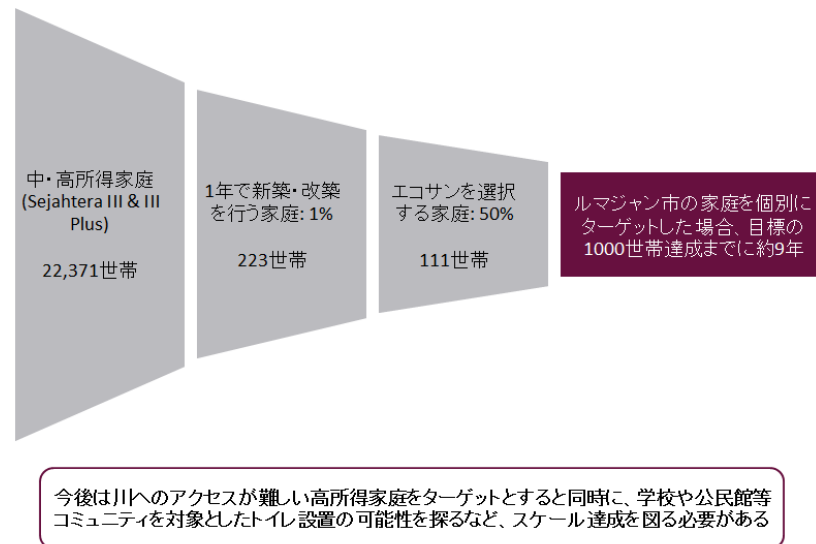 中・高所得家庭
(Sejahtera III & III
Plus)
22,371世帯
1年で新築・改築
を行う家庭: 1%
223世帯
エコサンを選択
する家庭: 50%
111世帯
ルマジャン市の家庭を個別に
ターゲットした場合、目標の
1000世帯達成までに約9年
今後は川へのアクセスが難しい高所得家庭をターゲットとすると同時に、学校や公民館等
コミュニティを対象としたトイレ設置の可能性を探るなど、スケール達成を図る必要がある